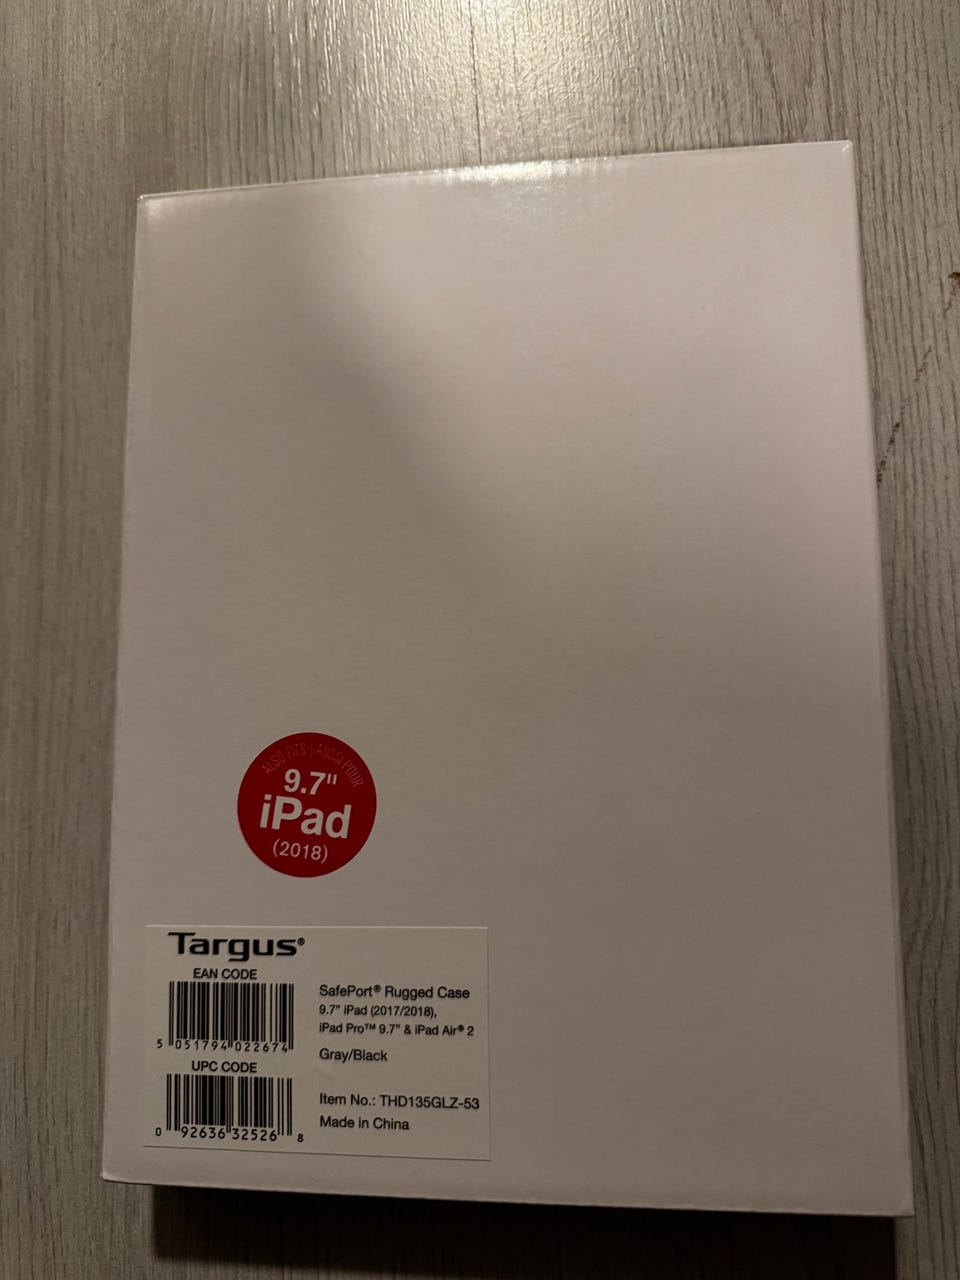 ALSO FITS | AUSSI POUR
9.7"
iPad
(2018)
Targus®
EAN CODE
5 051794 022674
UPC CODE
0 92636 32526 8
SafePort® Rugged Case
9.7" iPad (2017/2018),
iPad Pro™ 9.7" & iPad Air® 2
Gray/Black
Item No.: THD135GLZ-53
Made in China